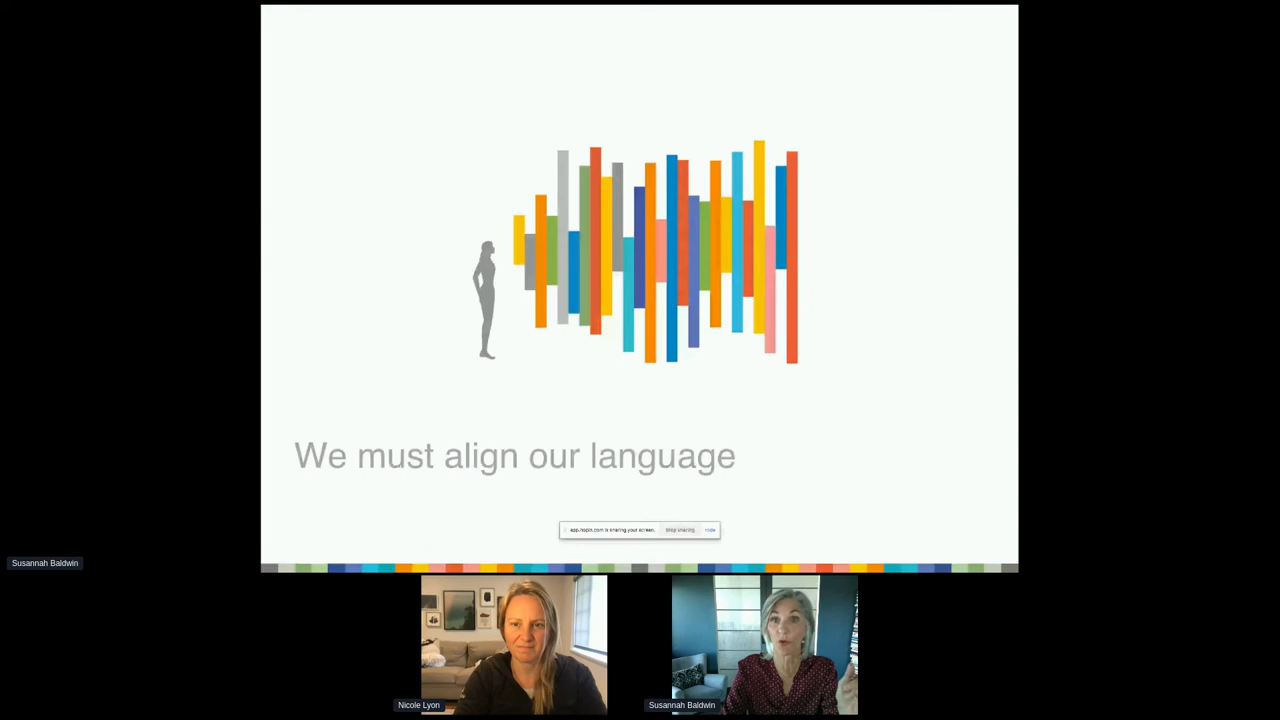 We must align our language
app.hopin.com is sharing your screen. Stop sharing Hide
Susannah Baldwin
Nicole Lyon
Susannah Baldwin